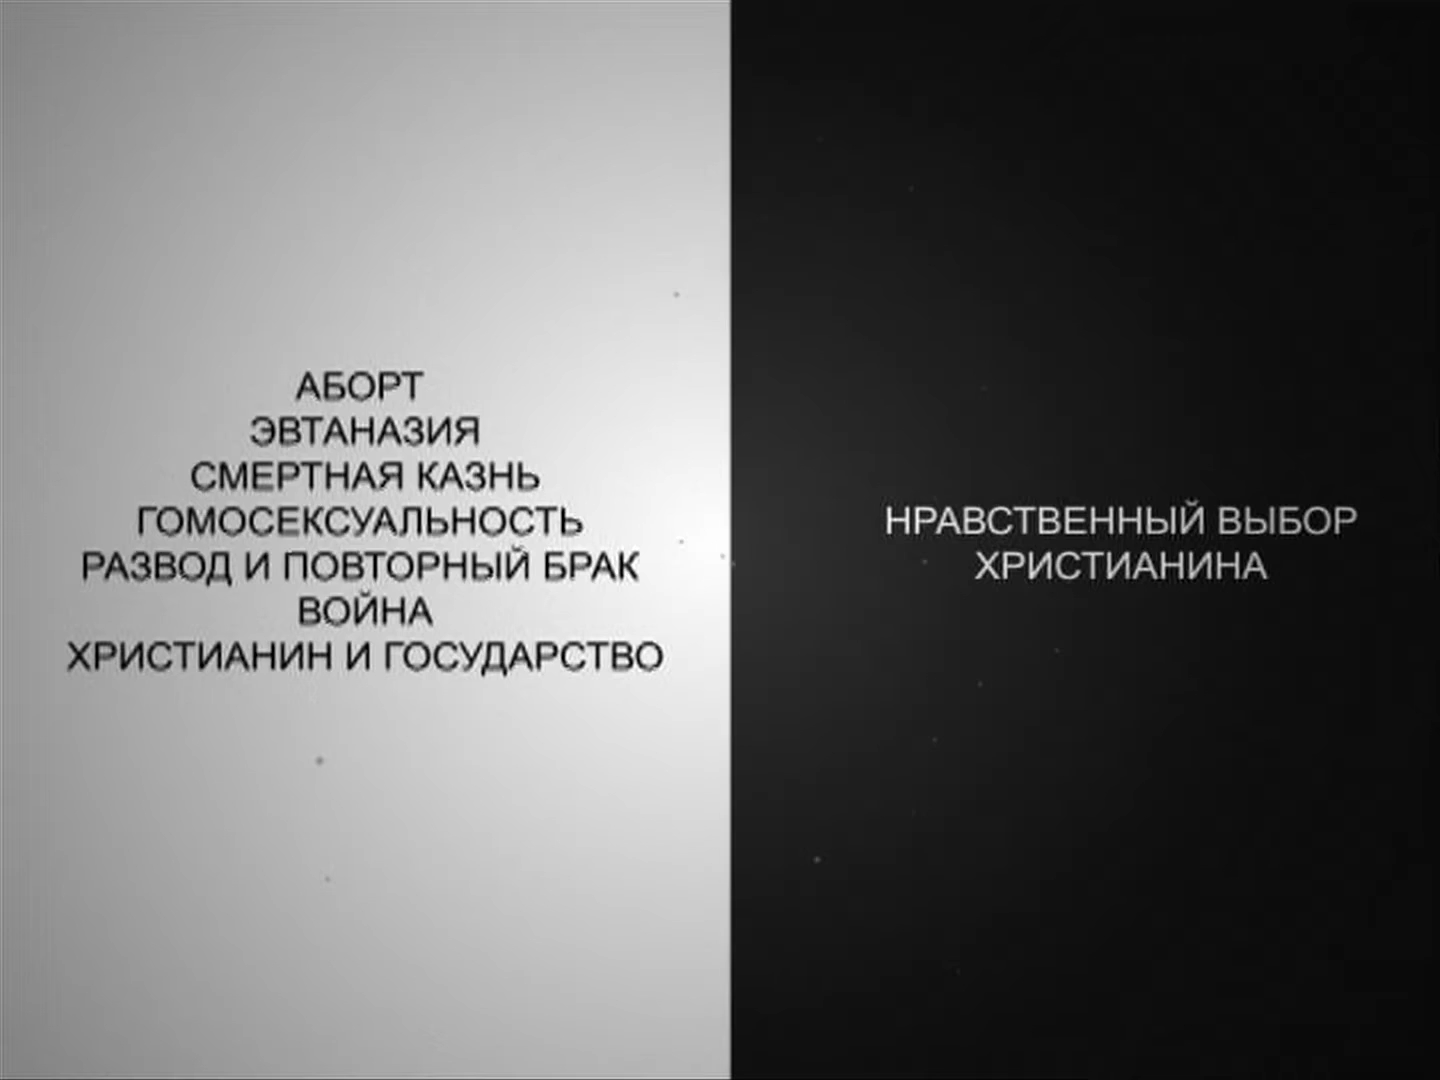 АБОРТ
ЭВТАНАЗИЯ
СМЕРТНАЯ КАЗНЬ
ГОМОСЕКСУАЛЬНОСТЬ
РАЗВОД И ПОВТОРНЫЙ БРАК
ВОЙНА
ХРИСТИАНИН И ГОСУДАРСТВО
НРАВСТВЕННЫЙ ВЫБОР
ХРИСТИАНИНА